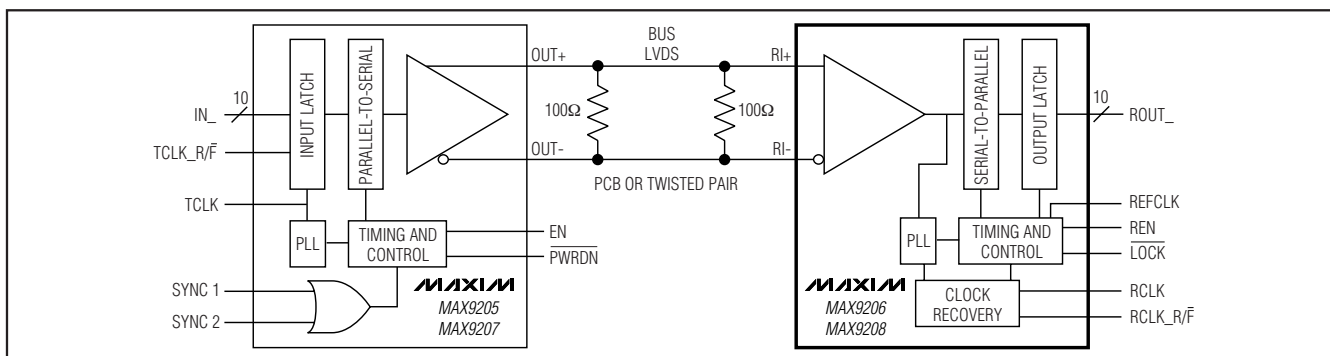 IN_
10
TCLK_R/F̅
TCLK
SYNC 1
SYNC 2
INPUT LATCH
PARALLEL-TO-SERIAL
PLL
TIMING AND
CONTROL
EN
P̅W̅R̅D̅N̅
MAXIM
MAX9205
MAX9207
OUT+
OUT-
100Ω
BUS
LVDS
100Ω
PCB OR TWISTED PAIR
RI+
RI-
SERIAL-TO-PARALLEL
OUTPUT LATCH
PLL
TIMING AND
CONTROL
CLOCK
RECOVERY
MAXIM
MAX9206
MAX9208
10
ROUT_
REFCLK
REN
L̅O̅C̅K̅
RCLK
RCLK_R/F̅